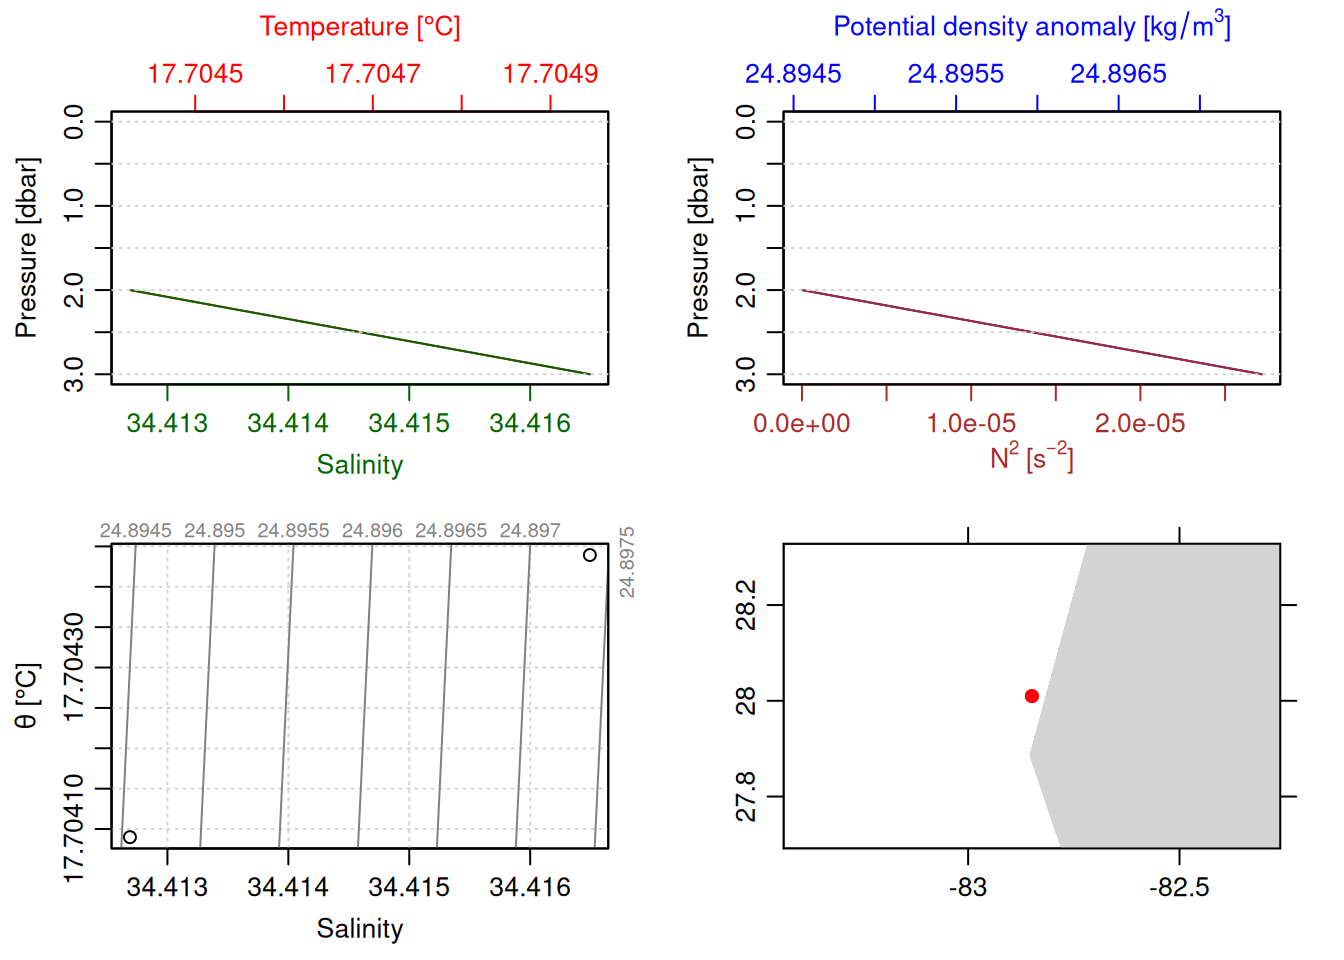 Temperature [°C]
17.7045 17.7047 17.7049
Pressure [dbar]
0.0
1.0
2.0
3.0
34.413 34.414 34.415 34.416
Salinity
Potential density anomaly [kg/m³]
24.8945 24.8955 24.8965
Pressure [dbar]
0.0
1.0
2.0
3.0
0.0e+00 1.0e-05 2.0e-05
N² [s⁻²]
24.8945 24.895 24.8955 24.896 24.8965 24.897
24.8975
θ [°C]
17.70430
17.70410
34.413 34.414 34.415 34.416
Salinity
28.2
28
27.8
-83 -82.5